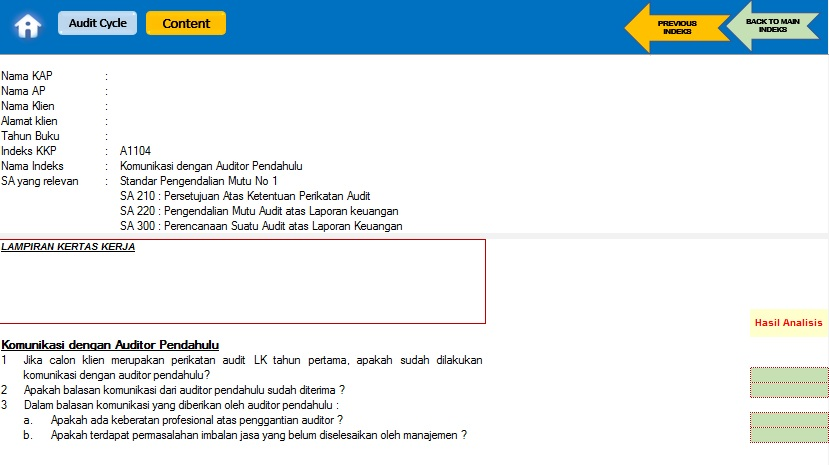 Audit Cycle Content PREVIOUS INDEKS BACK TO MAIN INDEKS
Nama KAP :
Nama AP :
Nama Klien :
Alamat klien :
Tahun Buku :
Indeks KKP : A1104
Nama Indeks : Komunikasi dengan Auditor Pendahulu
SA yang relevan : Standar Pengendalian Mutu No 1
SA 210 : Persetujuan Atas Ketentuan Perikatan Audit
SA 220 : Pengendalian Mutu Audit atas Laporan keuangan
SA 300 : Perencanaan Suatu Audit atas Laporan Keuangan
LAMPIRAN KERTAS KERJA
Hasil Analisis
Komunikasi dengan Auditor Pendahulu
1 Jika calon klien merupakan perikatan audit LK tahun pertama, apakah sudah dilakukan
komunikasi dengan auditor pendahulu?
2 Apakah balasan komunikasi dari auditor pendahulu sudah diterima ?
3 Dalam balasan komunikasi yang diberikan oleh auditor pendahulu :
a. Apakah ada keberatan profesional atas penggantian auditor ?
b. Apakah terdapat permasalahan imbalan jasa yang belum diselesaikan oleh manajemen ?